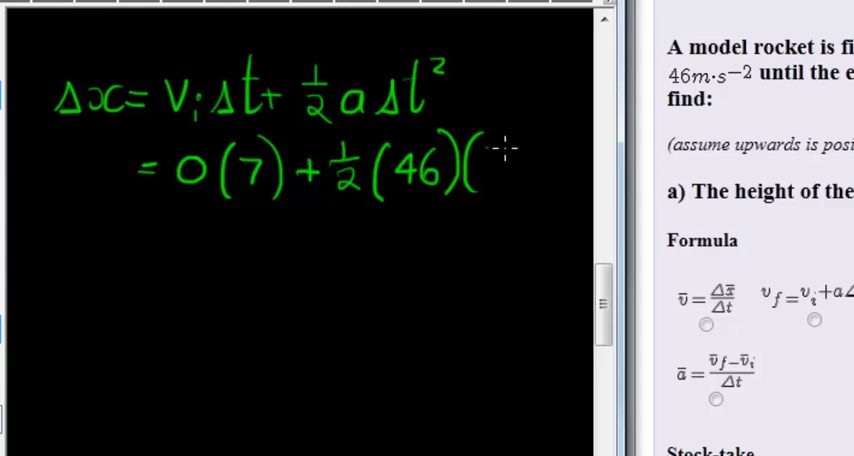 Δx = vᵢΔt + ½aΔt²
= 0(7) + ½(46)(
A model rocket is fi
46m·s⁻² until the e
find:
(assume upwards is posi
a) The height of the
Formula
v̄ = Δx̄/Δt v_f = v_i + aΔ
ā = (v̄_f − v̄_i)/Δt
Stock-take